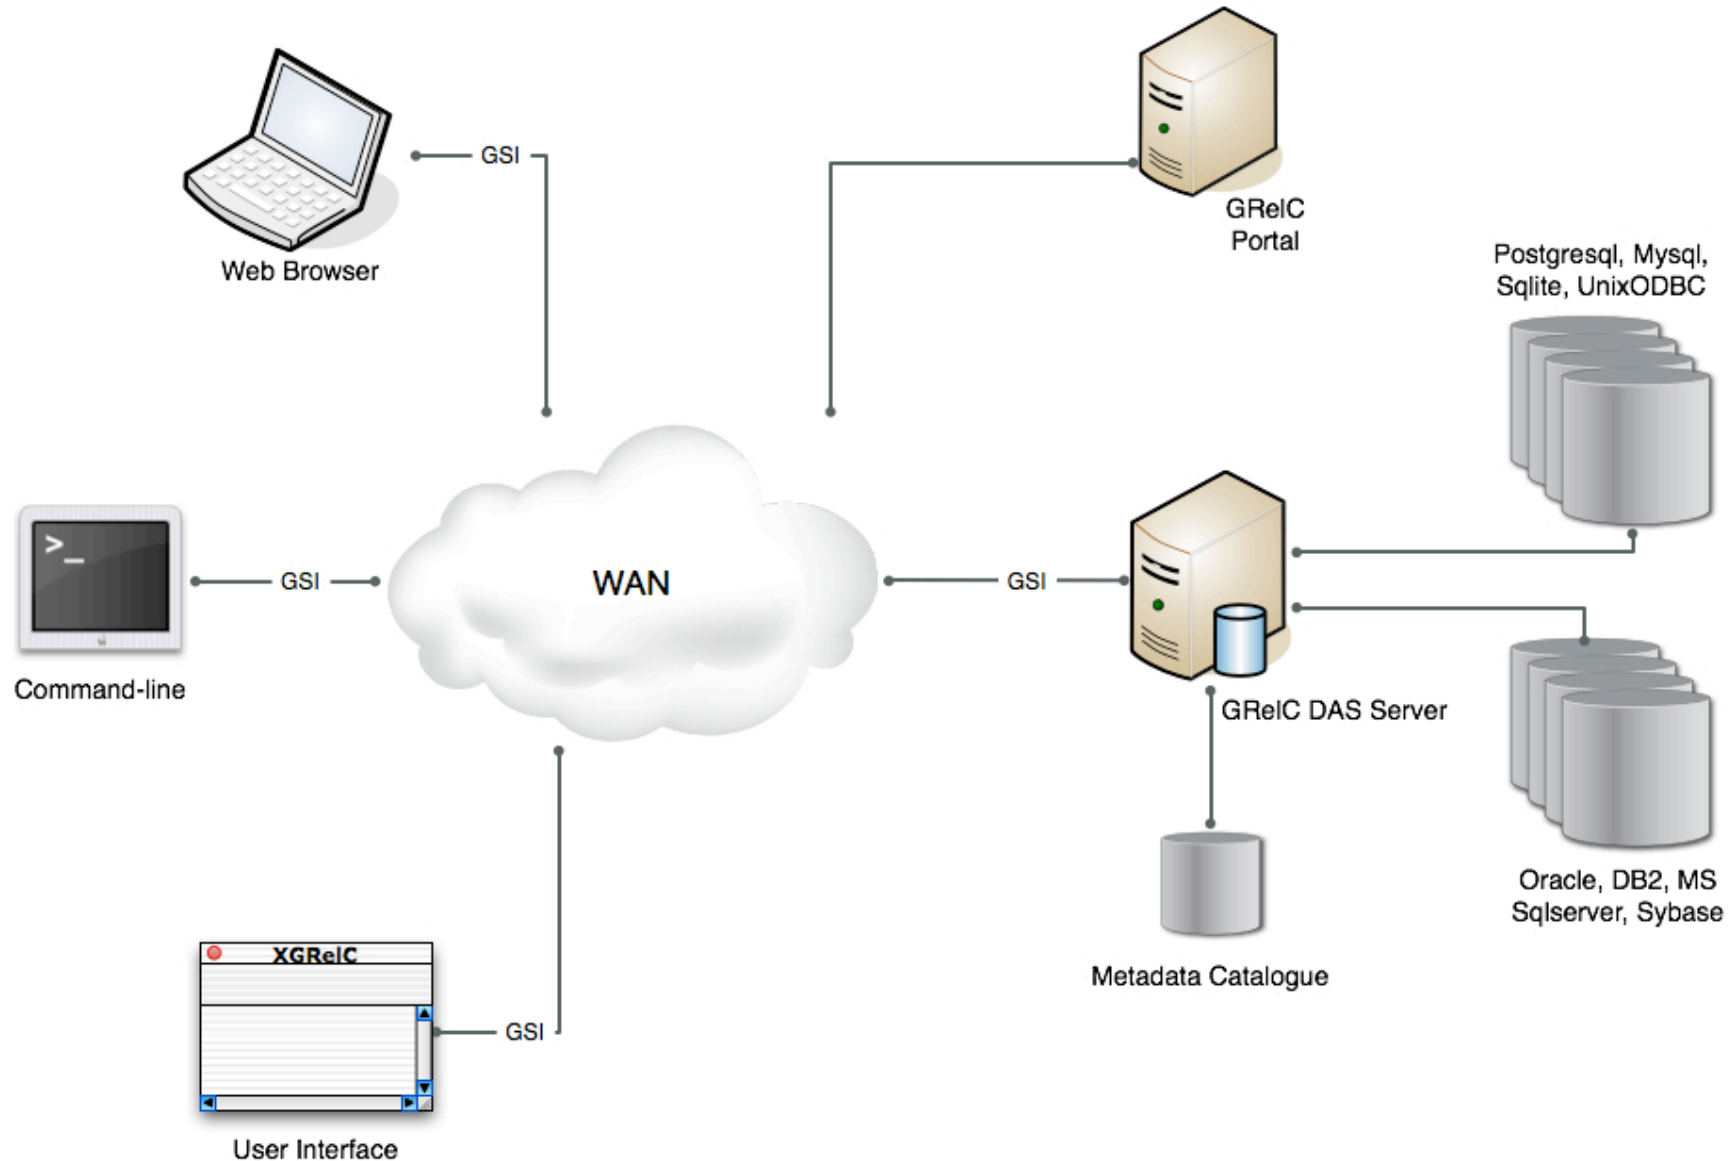 GSI
Web Browser
GRelC
Portal
Postgresql, Mysql,
Sqlite, UnixODBC
>_
GSI
WAN
GSI
Command-line
GRelC DAS Server
Oracle, DB2, MS
Sqlserver, Sybase
Metadata Catalogue
XGRelC
GSI
User Interface